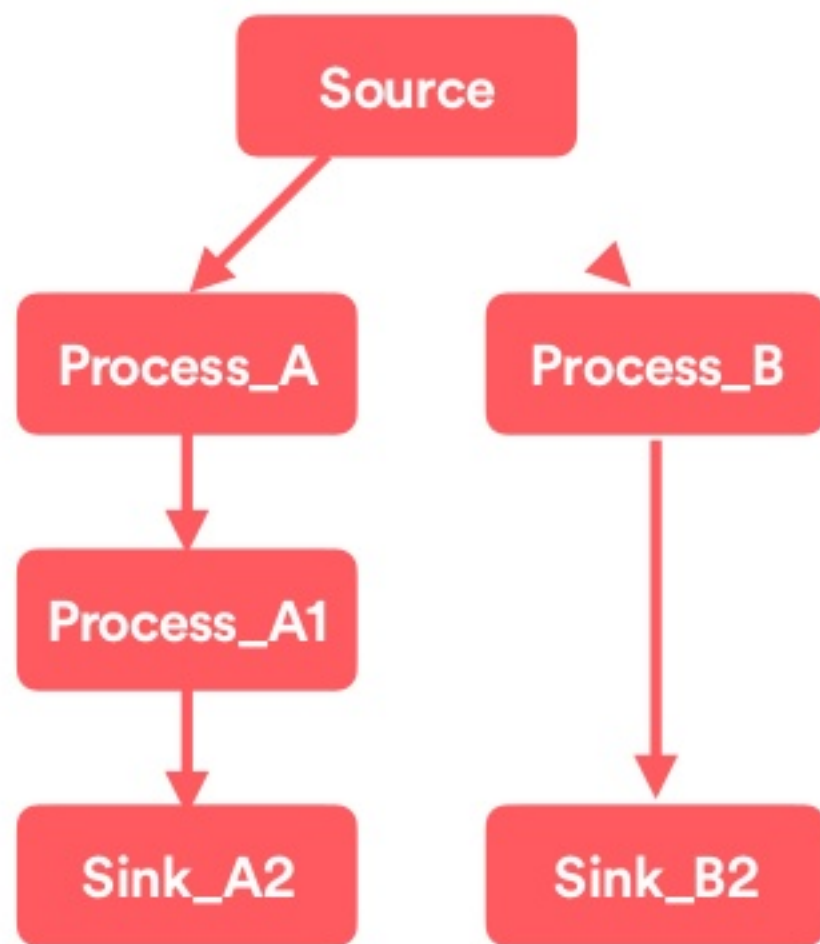 Source
Process_A
Process_B
Process_A1
Sink_A2
Sink_B2